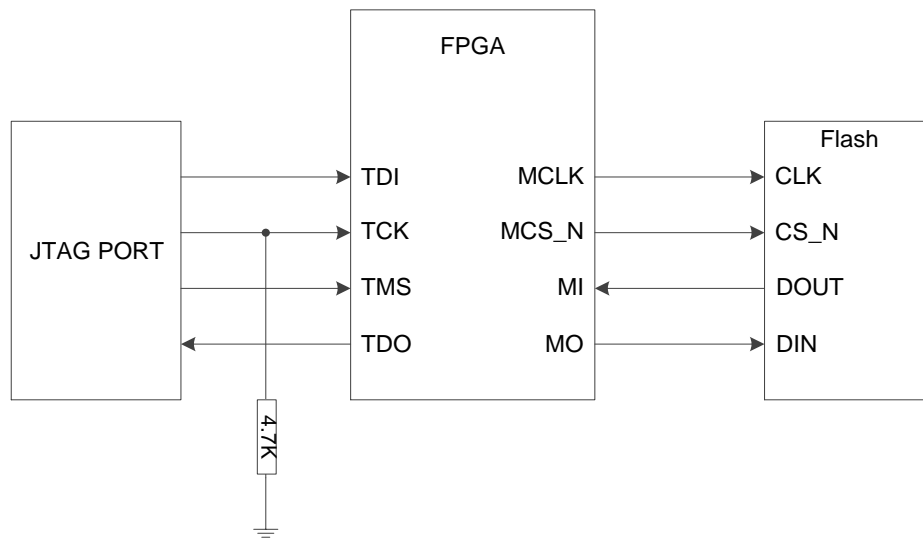 FPGA
Flash
JTAG PORT
TDI
TCK
TMS
TDO
MCLK
MCS_N
MI
MO
CLK
CS_N
DOUT
DIN
4.7K